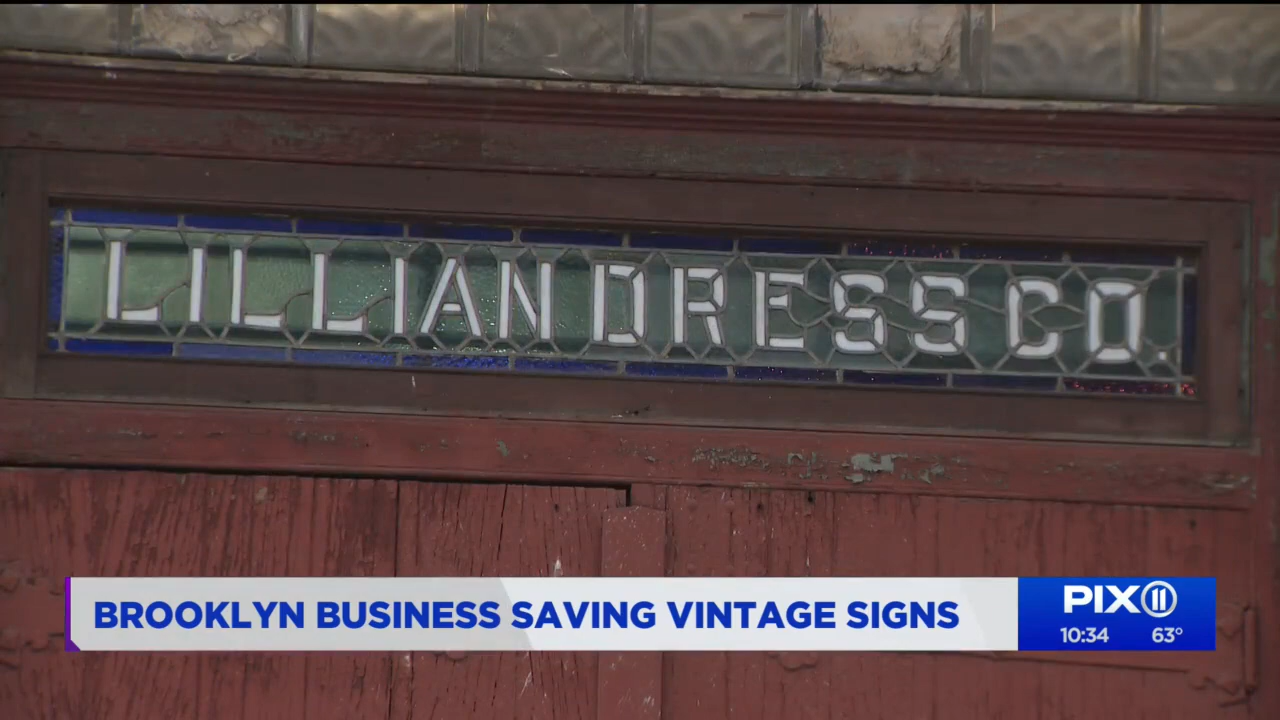 LILLIAN DRESS CO.
BROOKLYN BUSINESS SAVING VINTAGE SIGNS
PIX11
10:34 63°